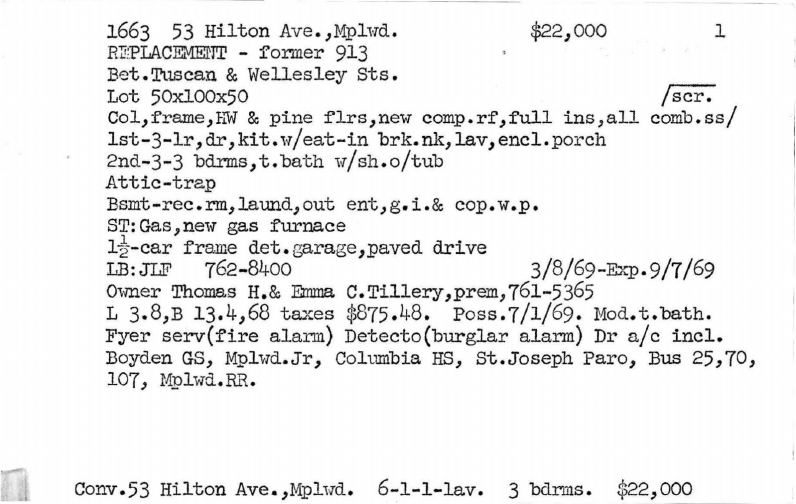 1663 53 Hilton Ave.,Mplwd. $22,000 1
REPLACEMENT - former 913
Bet.Tuscan & Wellesley Sts.
Lot 50x100x50 /scr.
Col,frame,HW & pine flrs,new comp.rf,full ins,all comb.ss/
1st-3-lr,dr,kit.w/eat-in brk.nk,lav,encl.porch
2nd-3-3 bdrms,t.bath w/sh.o/tub
Attic-trap
Bsmt-rec.rm,laund,out ent,g.i.& cop.w.p.
ST:Gas,new gas furnace
1½-car frame det.garage,paved drive
LB:JLF 762-8400 3/8/69-Exp.9/7/69
Owner Thomas H.& Emma C.Tillery,prem,761-5365
L 3.8,B 13.4,68 taxes $875.48. Poss.7/1/69. Mod.t.bath.
Fyer serv(fire alarm) Detecto(burglar alarm) Dr a/c incl.
Boyden GS, Mplwd.Jr, Columbia HS, St.Joseph Paro, Bus 25,70,
107, Mplwd.RR.
Conv.53 Hilton Ave.,Mplwd. 6-1-1-lav. 3 bdrms. $22,000